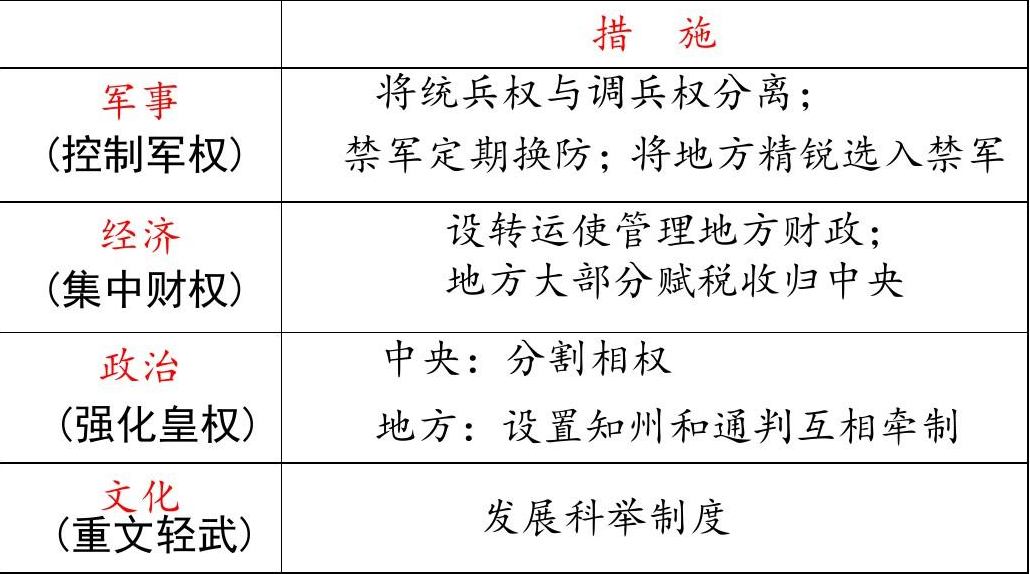 措 施
军事
(控制军权)
将统兵权与调兵权分离；
禁军定期换防；将地方精锐选入禁军
经济
(集中财权)
设转运使管理地方财政；
地方大部分赋税收归中央
政治
(强化皇权)
中央：分割相权
地方：设置知州和通判互相牵制
文化
(重文轻武)
发展科举制度